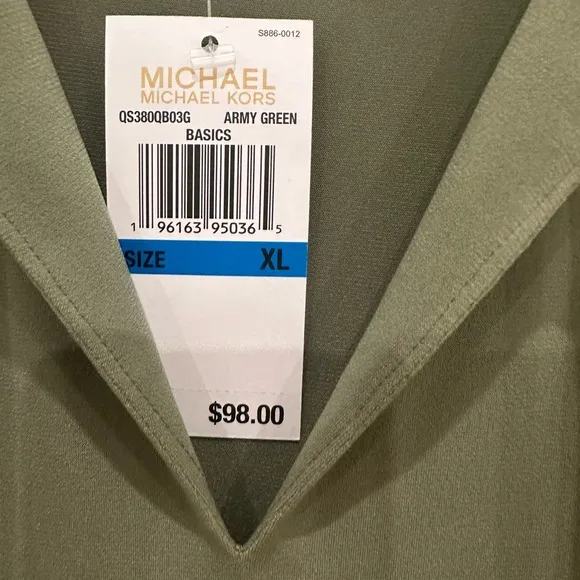 S886-0012
MICHAEL
MICHAEL KORS
QS380QB03G ARMY GREEN
BASICS
1 96163 95036 5
SIZE XL
$98.00